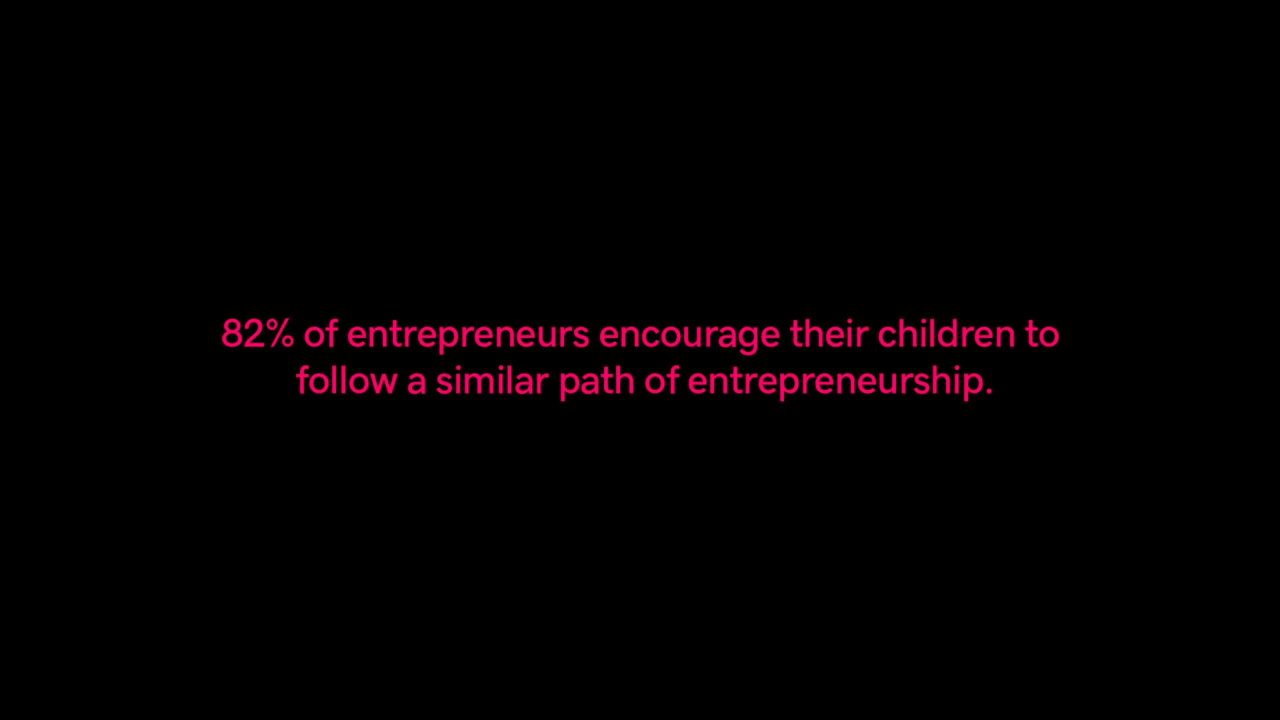 82% of entrepreneurs encourage their children to
follow a similar path of entrepreneurship.